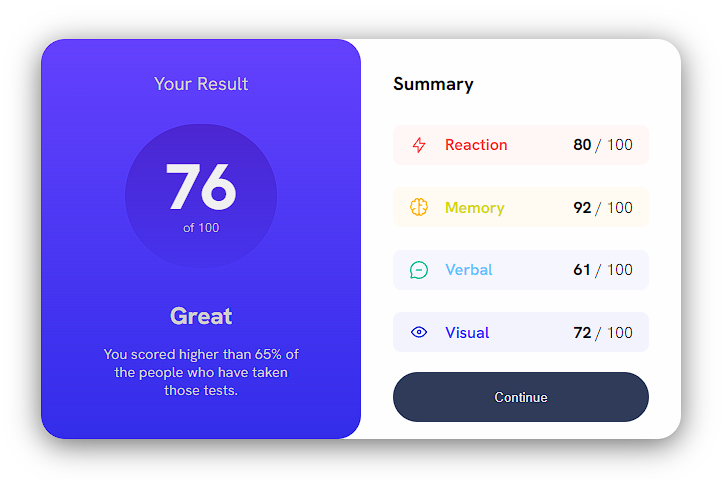 Your Result
76
of 100
Great
You scored higher than 65% of
the people who have taken
those tests.
Summary
Reaction 80 / 100
Memory 92 / 100
Verbal 61 / 100
Visual 72 / 100
Continue